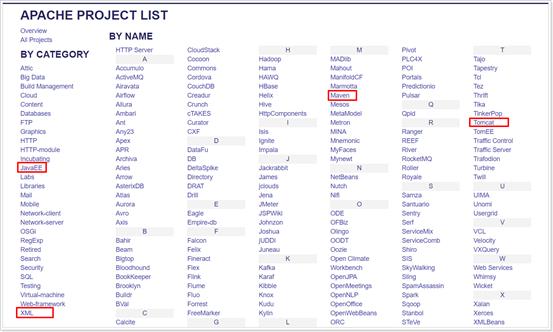 APACHE PROJECT LIST
Overview
All Projects
BY CATEGORY
Attic
Big Data
Build Management
Cloud
Content
Databases
FTP
Graphics
HTTP
HTTP-module
Incubating
JavaEE
Labs
Libraries
Mail
Mobile
Network-client
Network-server
OSGi
RegExp
Retired
Search
Security
SQL
Testing
Virtual-machine
Web-framework
XML
BY NAME
HTTP Server
A
Accumulo
ActiveMQ
Airavata
Allura
Ambari
Ant
Any23
Apex
APR
Archiva
Aries
Arrow
AsterixDB
Atlas
Aurora
Avro
Axis
B
Bahir
Beam
Bigtop
Bloodhound
BookKeeper
Brooklyn
Buildr
BVal
C
Calcite
CloudStack
Cocoon
Commons
Cordova
CouchDB
Creadur
Crunch
cTAKES
Curator
CXF
D
DataFu
DB
DeltaSpike
Directory
DRAT
Drill
E
Eagle
Empire-db
F
Falcon
Felix
Fineract
Flex
Flink
Flume
Fluo
Forrest
FreeMarker
G
H
Hadoop
Hama
HAWQ
HBase
Helix
Hive
HttpComponents
I
Isis
Ignite
Impala
J
Jackrabbit
James
jclouds
Jena
JMeter
JSPWiki
Johnzon
Joshua
jUDDI
Juneau
K
Kafka
Karaf
Kibble
Knox
Kudu
Kylin
L
M
MADlib
Mahout
ManifoldCF
Marmotta
Maven
Mesos
MetaModel
Metron
MINA
Mnemonic
MyFaces
Mynewt
N
NetBeans
Nutch
Nifi
O
ODE
OFBiz
Olingo
OODT
Oozie
Open Climate
Workbench
OpenJPA
OpenMeetings
OpenNLP
OpenOffice
OpenWebBeans
ORC
Pivot
PLC4X
POI
Portals
Predictionio
Pulsar
Q
Qpid
R
Ranger
REEF
River
RocketMQ
Roller
Royale
S
Samza
Santuario
Sentry
Serf
ServiceMix
ServiceComb
Shiro
SIS
SkyWalking
Sling
SpamAssassin
Spark
Sqoop
Stanbol
STeVe
T
Tajo
Tapestry
Tcl
Tez
Thrift
Tika
TinkerPop
Tomcat
TomEE
Traffic Control
Traffic Server
Trafodion
Turbine
Twill
U
UIMA
Unomi
Usergrid
V
VCL
Velocity
VXQuery
W
Web Services
Whimsy
Wicket
X
Xalan
Xerces
XMLBeans